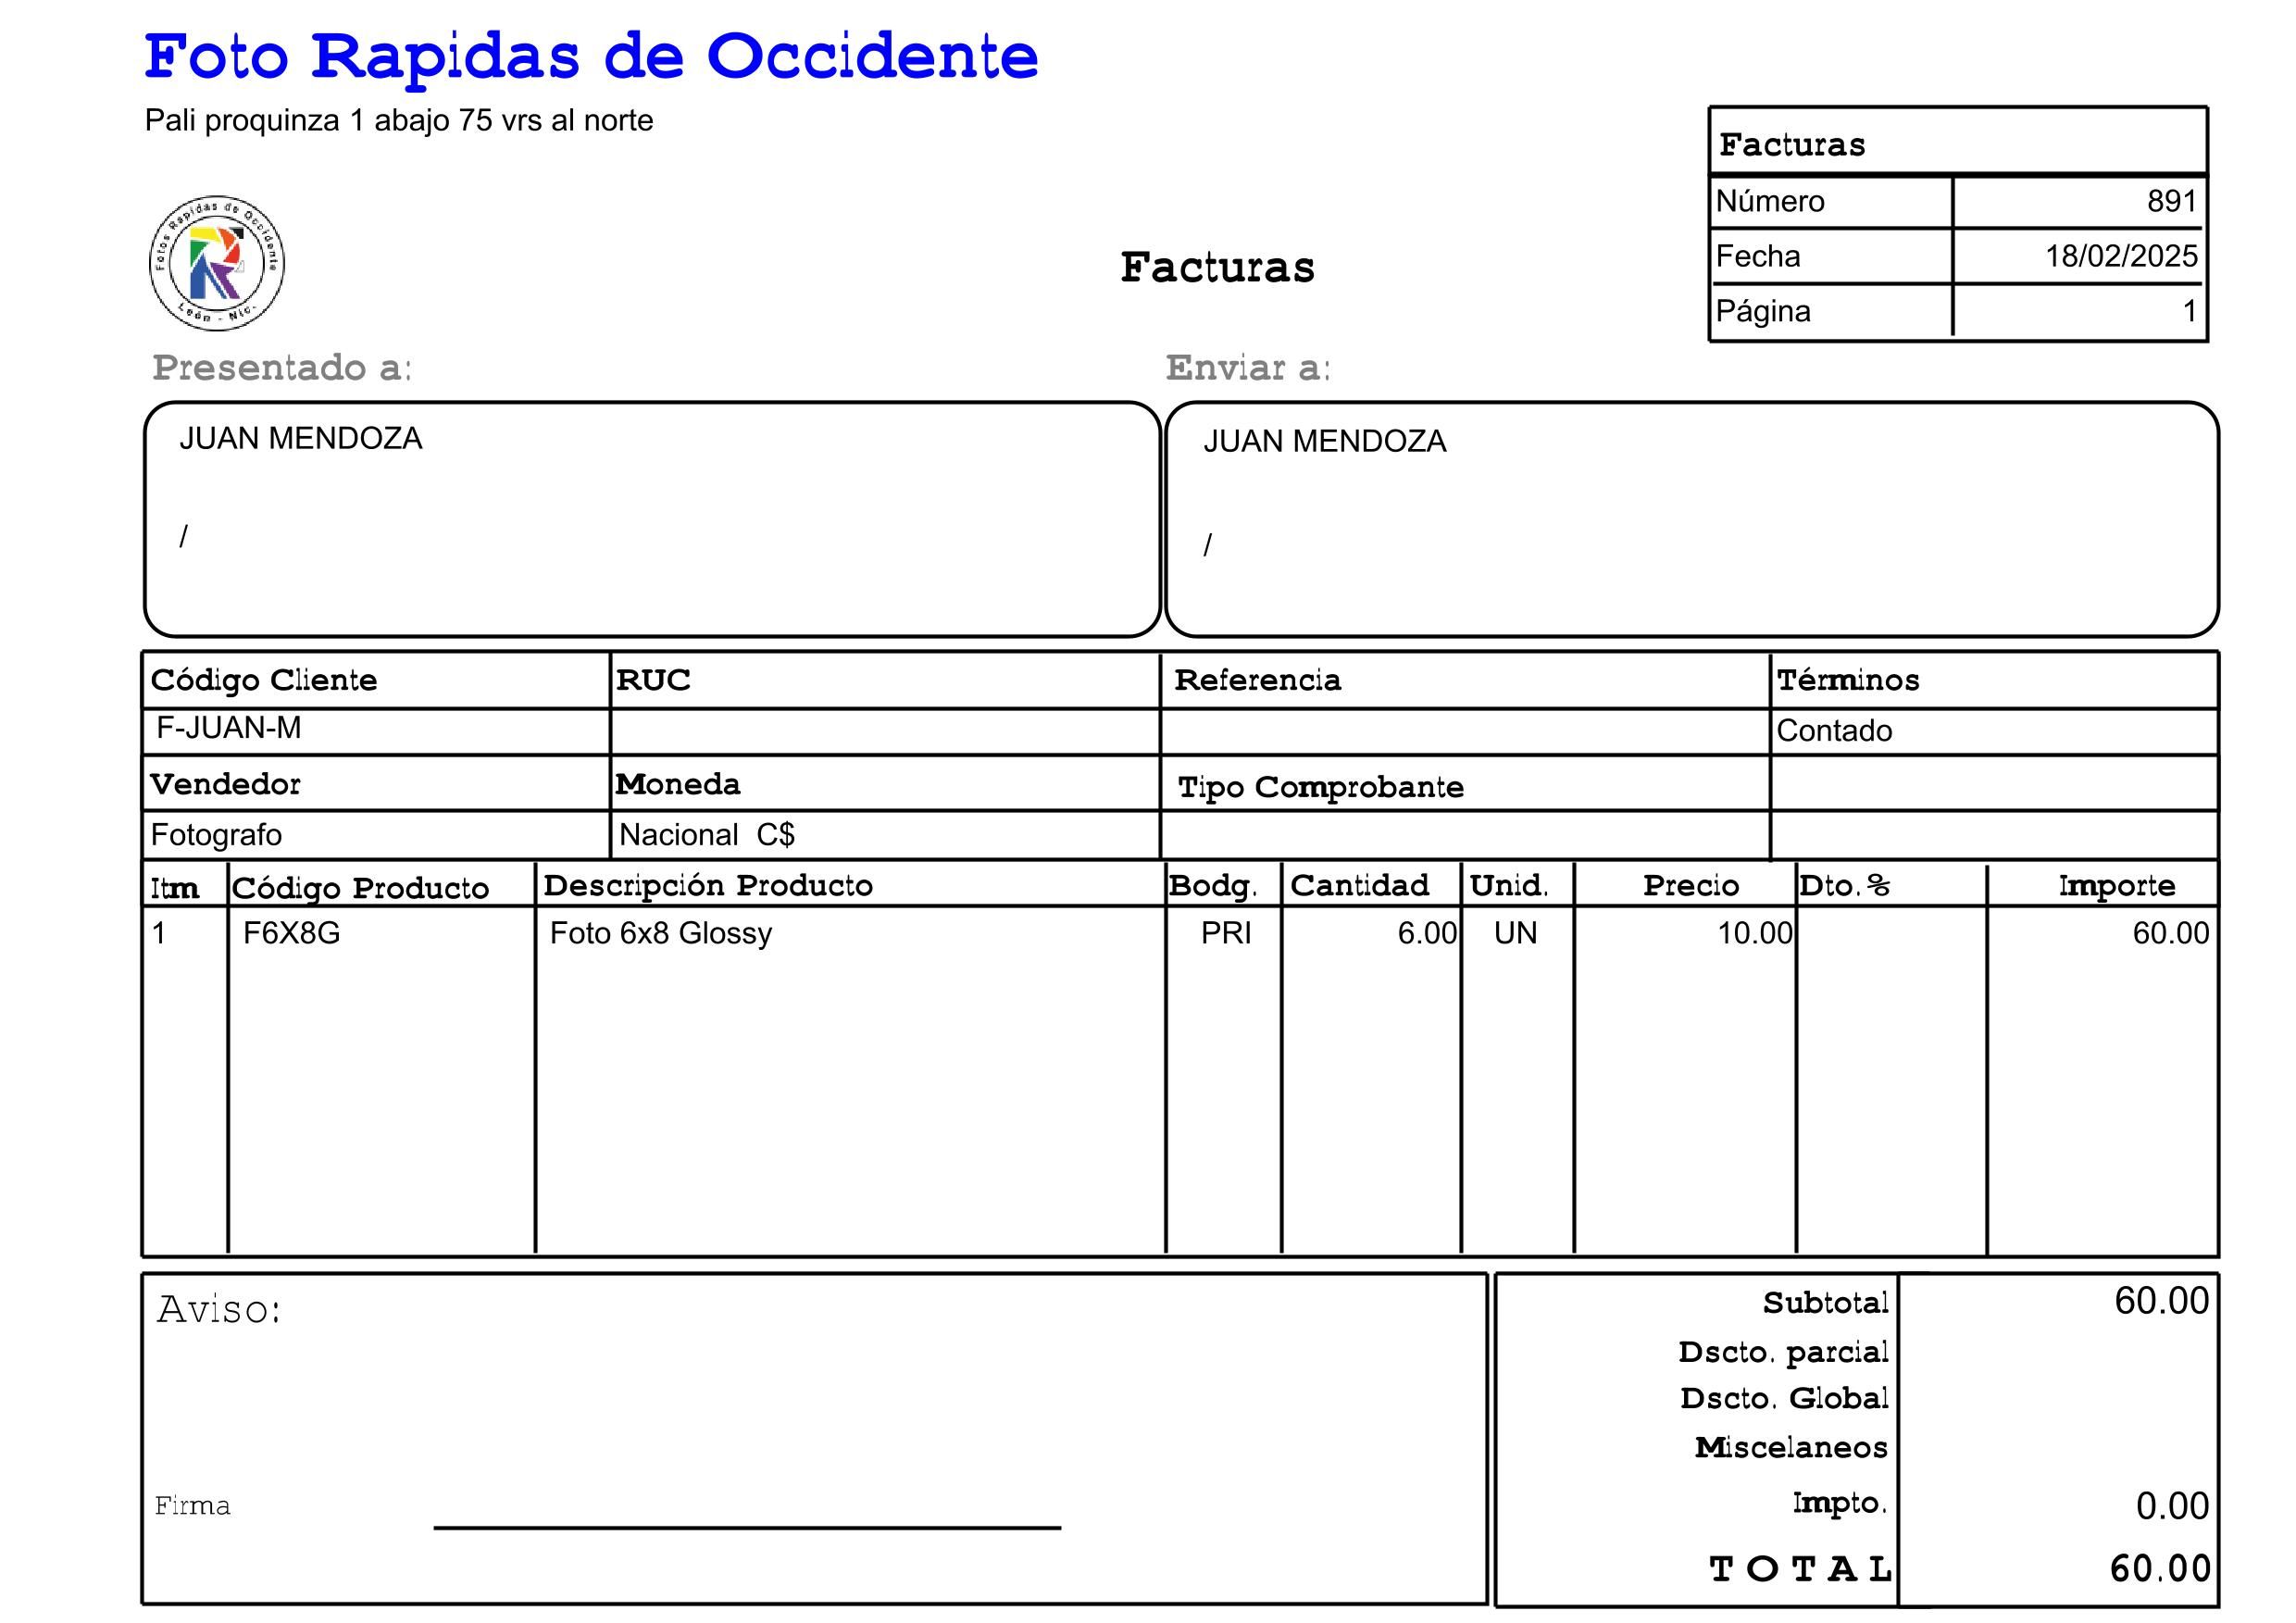 Foto Rapidas de Occidente
Pali proquinza 1 abajo 75 vrs al norte
Facturas
Número 891
Fecha 18/02/2025
Página 1
Fotos Rapidas de Occidente
León - Nic.
Facturas
Presentado a: Enviar a:
JUAN MENDOZA JUAN MENDOZA
/ /
Código Cliente RUC Referencia Términos
F-JUAN-M Contado
Vendedor Moneda Tipo Comprobante
Fotografo Nacional C$
Itm Código Producto Descripción Producto Bodg. Cantidad Unid. Precio Dto.% Importe
1 F6X8G Foto 6x8 Glossy PRI 6.00 UN 10.00 60.00
Aviso:
Subtotal 60.00
Dscto. parcial
Dscto. Global
Miscelaneos
Firma
Impto. 0.00
TOTAL 60.00